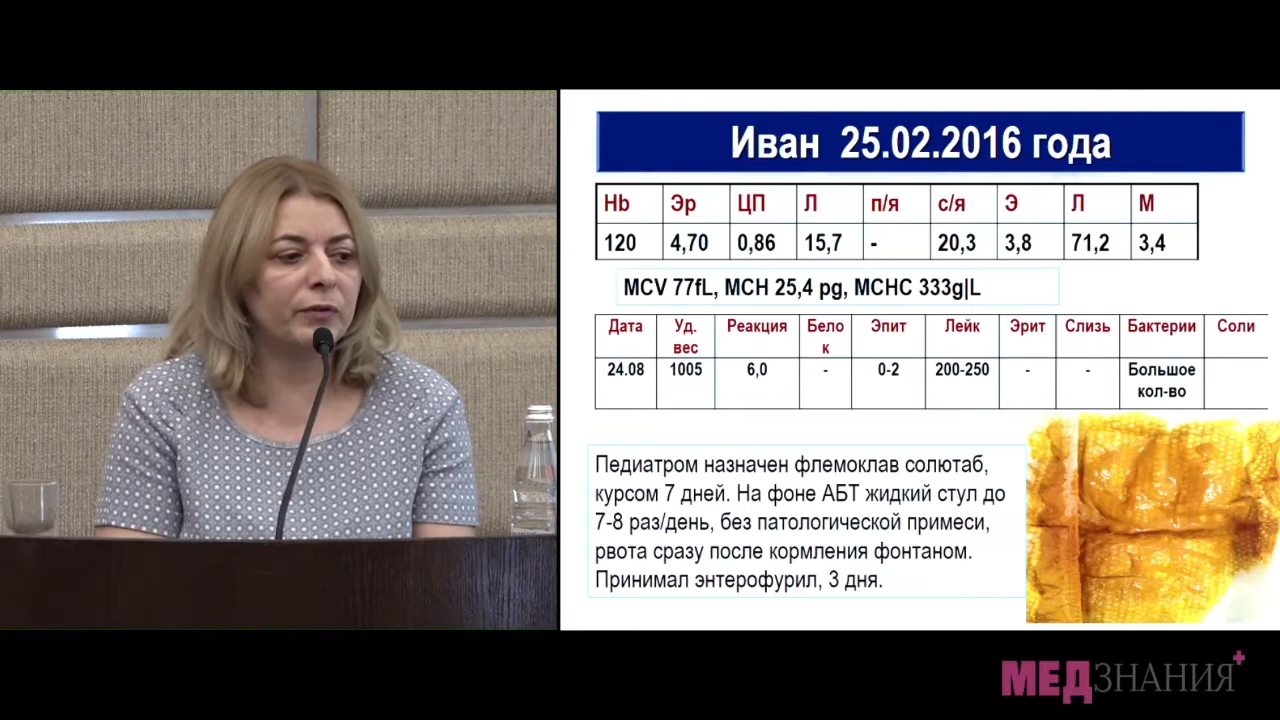 Иван 25.02.2016 года
Hb Эр ЦП Л п/я с/я Э Л М
120 4,70 0,86 15,7 - 20,3 3,8 71,2 3,4
MCV 77fL, MCH 25,4 pg, MCHC 333g|L
Дата Уд. вес Реакция Белок Эпит Лейк Эрит Слизь Бактерии Соли
24.08 1005 6,0 - 0-2 200-250 - - Большое кол-во
Педиатром назначен флемоклав солютаб,
курсом 7 дней. На фоне АБТ жидкий стул до
7-8 раз/день, без патологической примеси,
рвота сразу после кормления фонтаном.
Принимал энтерофурил, 3 дня.
МЕДЗНАНИЯ+